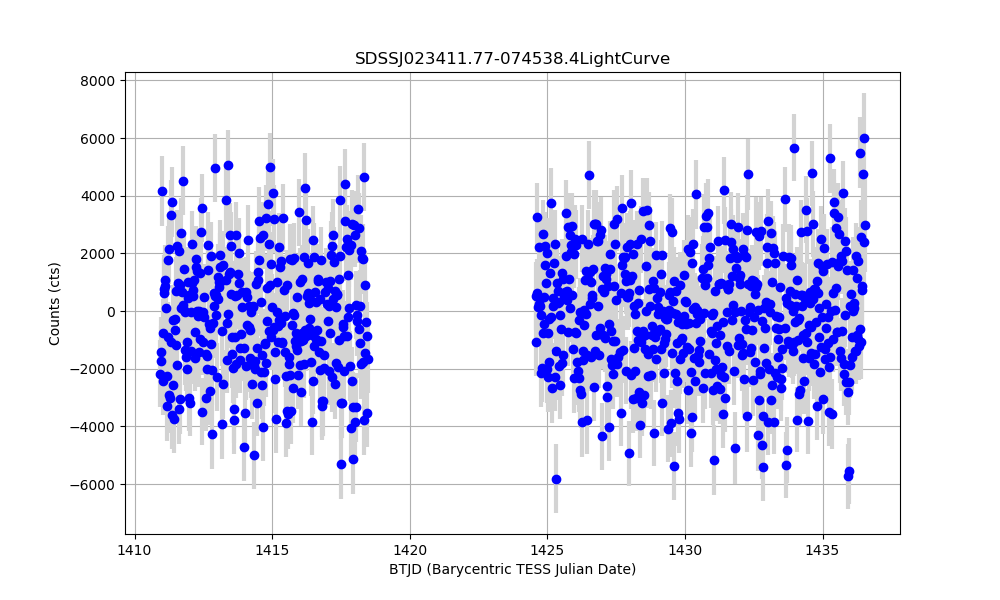 SDSSJ023411.77-074538.4LightCurve
8000
6000
4000
2000
0
−2000
−4000
−6000
Counts (cts)
1410 1415 1420 1425 1430 1435
BTJD (Barycentric TESS Julian Date)